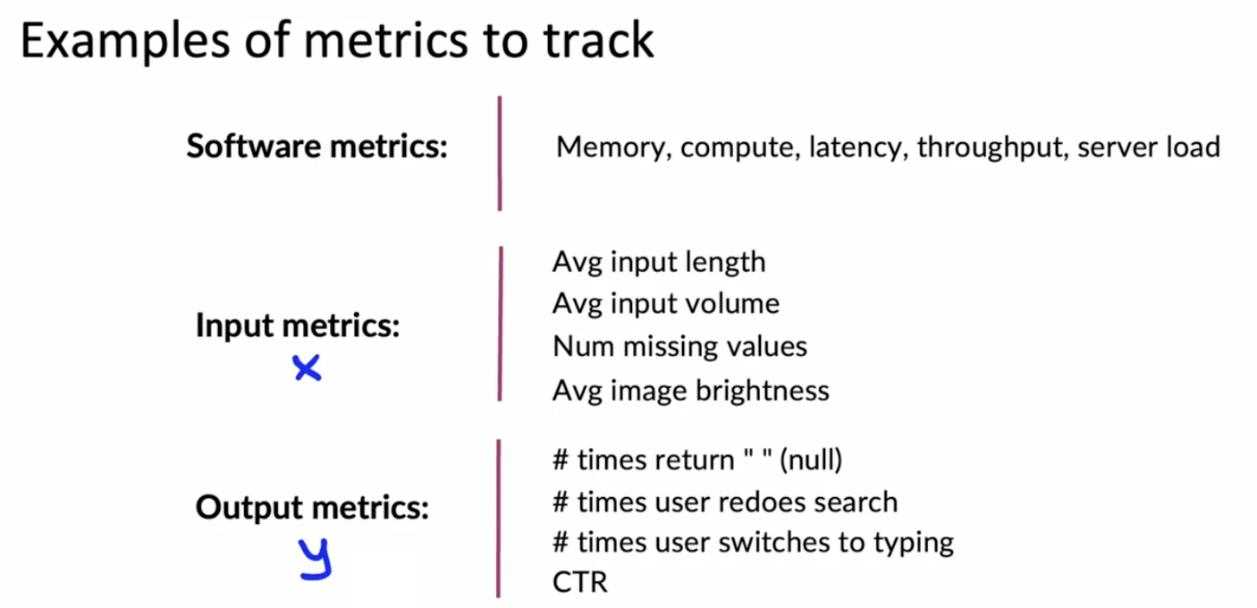 Examples of metrics to track
Software metrics:
Memory, compute, latency, throughput, server load
Input metrics:
x
Avg input length
Avg input volume
Num missing values
Avg image brightness
Output metrics:
y
# times return " " (null)
# times user redoes search
# times user switches to typing
CTR